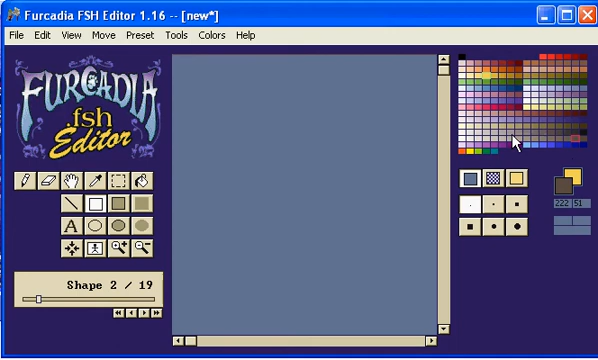 Furcadia FSH Editor 1.16 -- [new*]
File Edit View Move Preset Tools Colors Help
FURCADIA
.fsh
Editor
A
Shape 2 / 19
222 51